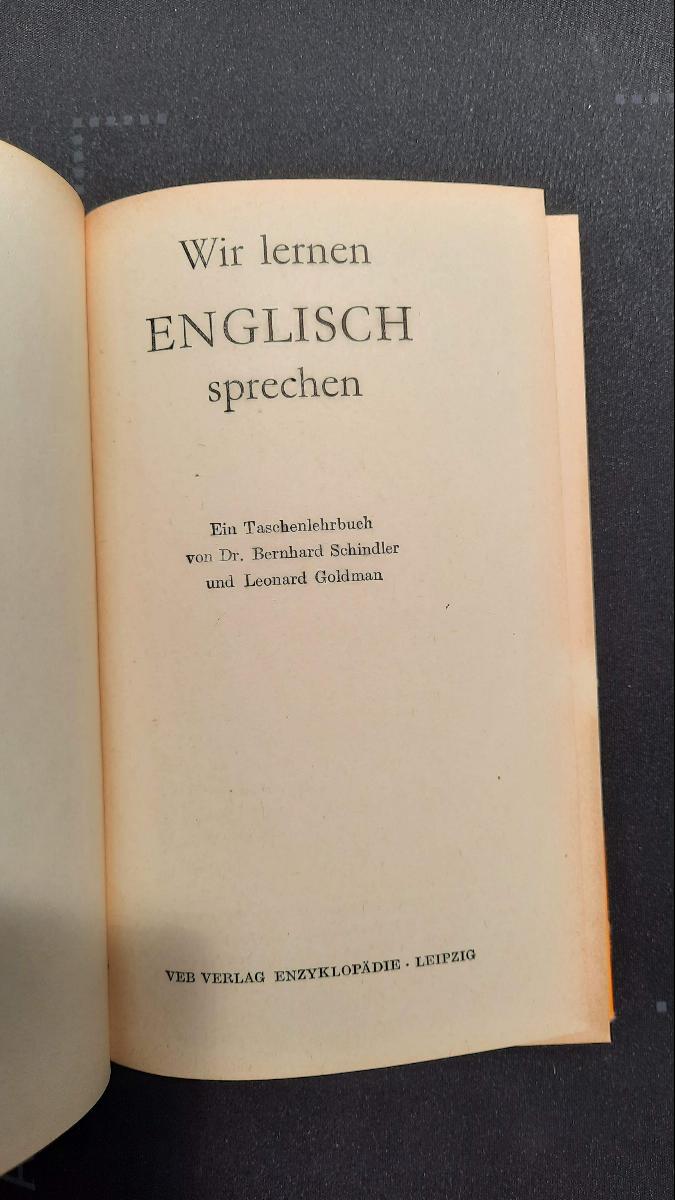 Wir lernen
ENGLISCH
sprechen
Ein Taschenlehrbuch
von Dr. Bernhard Schindler
und Leonard Goldman
VEB VERLAG ENZYKLOPÄDIE · LEIPZIG